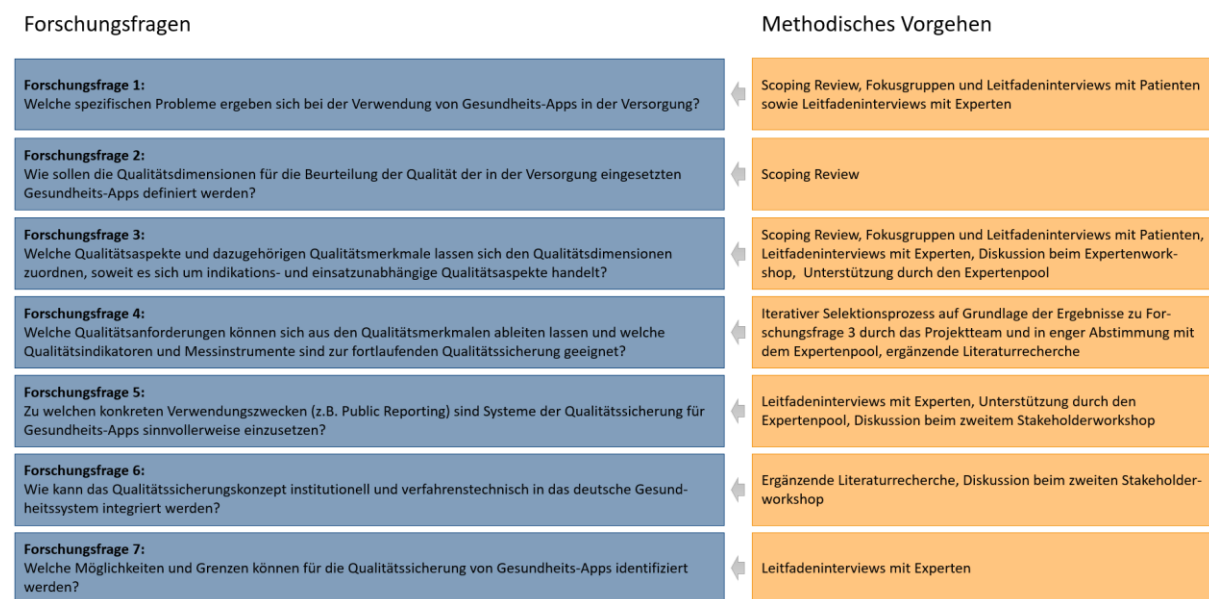 Forschungsfragen
Methodisches Vorgehen
Forschungsfrage 1:
Welche spezifischen Probleme ergeben sich bei der Verwendung von Gesundheits-Apps in der Versorgung?
Scoping Review, Fokusgruppen und Leitfadeninterviews mit Patienten
sowie Leitfadeninterviews mit Experten
Forschungsfrage 2:
Wie sollen die Qualitätsdimensionen für die Beurteilung der Qualität der in der Versorgung eingesetzten
Gesundheits-Apps definiert werden?
Scoping Review
Forschungsfrage 3:
Welche Qualitätsaspekte und dazugehörigen Qualitätsmerkmale lassen sich den Qualitätsdimensionen
zuordnen, soweit es sich um indikations- und einsatzunabhängige Qualitätsaspekte handelt?
Scoping Review, Fokusgruppen und Leitfadeninterviews mit Patienten,
Leitfadeninterviews mit Experten, Diskussion beim Expertenwork-
shop, Unterstützung durch den Expertenpool
Forschungsfrage 4:
Welche Qualitätsanforderungen können sich aus den Qualitätsmerkmalen ableiten lassen und welche
Qualitätsindikatoren und Messinstrumente sind zur fortlaufenden Qualitätssicherung geeignet?
Iterativer Selektionsprozess auf Grundlage der Ergebnisse zu For-
schungsfrage 3 durch das Projektteam und in enger Abstimmung mit
dem Expertenpool, ergänzende Literaturrecherche
Forschungsfrage 5:
Zu welchen konkreten Verwendungszwecken (z.B. Public Reporting) sind Systeme der Qualitätssicherung für
Gesundheits-Apps sinnvollerweise einzusetzen?
Leitfadeninterviews mit Experten, Unterstützung durch den
Expertenpool, Diskussion beim zweitem Stakeholderworkshop
Forschungsfrage 6:
Wie kann das Qualitätssicherungskonzept institutionell und verfahrenstechnisch in das deutsche Gesund-
heitssystem integriert werden?
Ergänzende Literaturrecherche, Diskussion beim zweiten Stakeholder-
workshop
Forschungsfrage 7:
Welche Möglichkeiten und Grenzen können für die Qualitätssicherung von Gesundheits-Apps identifiziert
werden?
Leitfadeninterviews mit Experten